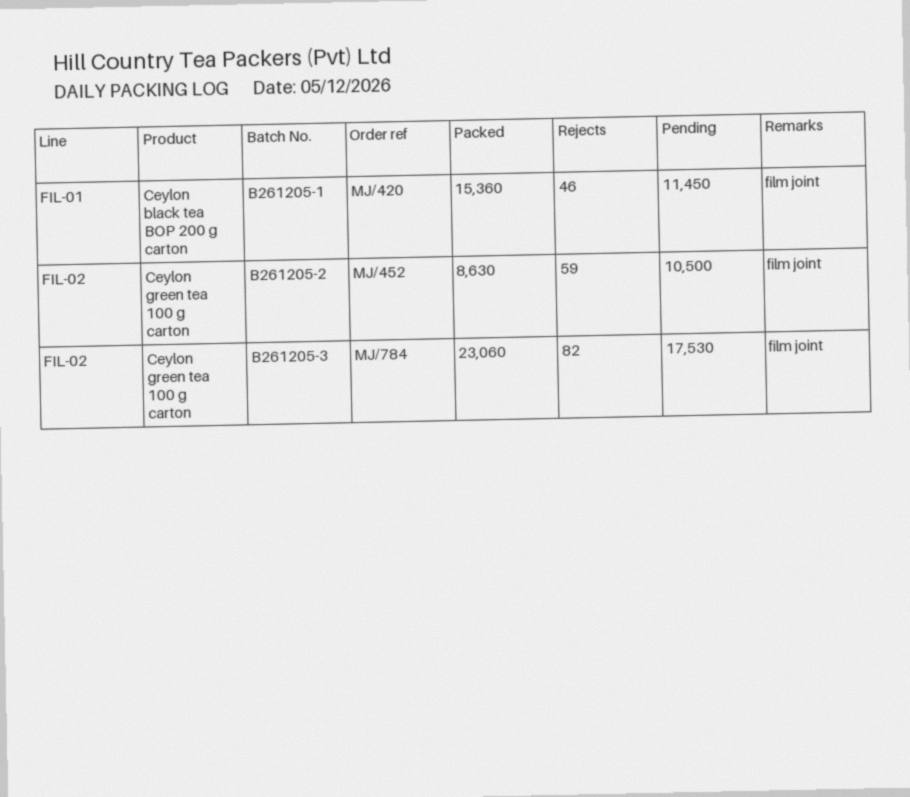 Hill Country Tea Packers (Pvt) Ltd
DAILY PACKING LOG Date: 05/12/2026
Line Product Batch No. Order ref Packed Rejects Pending Remarks
FIL-01 Ceylon B261205-1 MJ/420 15,360 46 11,450 film joint
black tea
BOP 200 g
carton
FIL-02 Ceylon B261205-2 MJ/452 8,630 59 10,500 film joint
green tea
100 g
carton
FIL-02 Ceylon B261205-3 MJ/784 23,060 82 17,530 film joint
green tea
100 g
carton